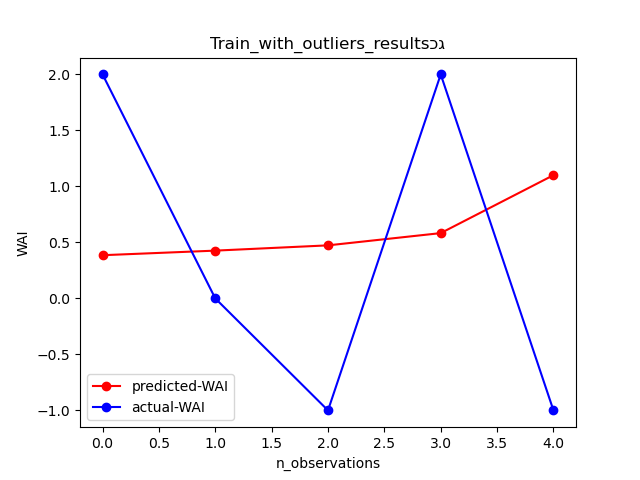 Train_with_outliers_resultsגכ
WAI
2.0
1.5
1.0
0.5
0.0
−0.5
−1.0
predicted-WAI
actual-WAI
0.0 0.5 1.0 1.5 2.0 2.5 3.0 3.5 4.0
n_observations